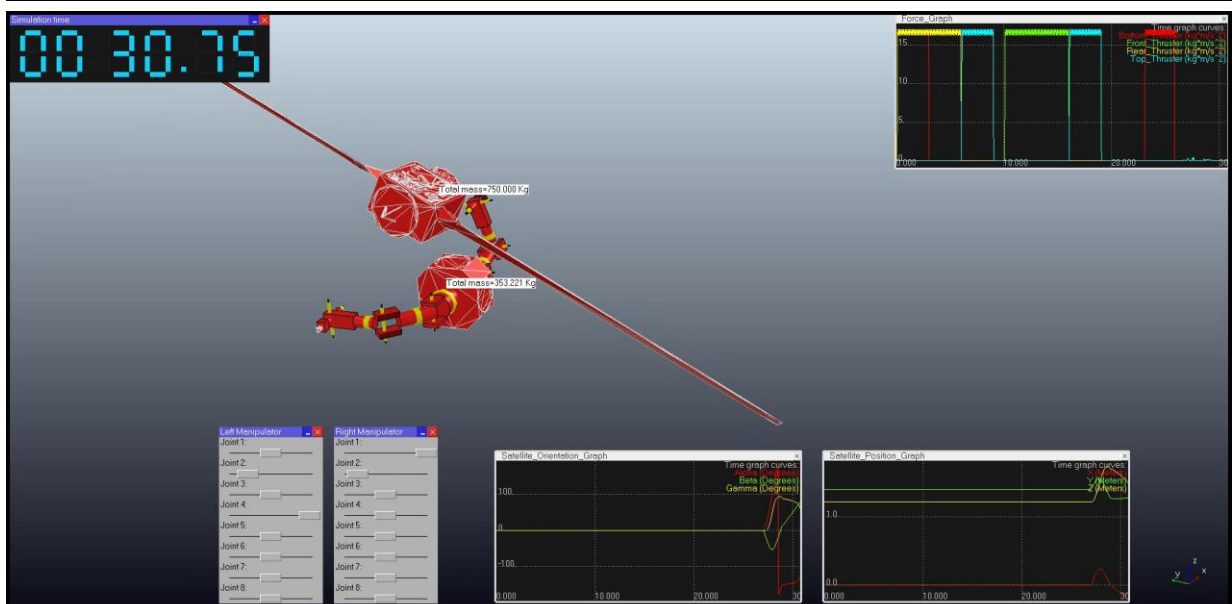 Simulation time
00 30.75
Force_Graph
Time graph curves:
Front_Thruster (kg*m/s^2)
Rear_Thruster (kg*m/s^2)
Top_Thruster (kg*m/s^2)
15.
10.
5.
0.000 10.000 20.000 30
Total mass=750.000 Kg
Total mass=353.221 Kg
Left Manipulator
Joint 1:
Joint 2:
Joint 3:
Joint 4:
Joint 5:
Joint 6:
Joint 7:
Joint 8:
Right Manipulator
Joint 1:
Joint 2:
Joint 3:
Joint 4:
Joint 5:
Joint 6:
Joint 7:
Joint 8:
Satellite_Orientation_Graph
Time graph curves:
Alpha (Degrees)
Beta (Degrees)
Gamma (Degrees)
100.
0
-100.
0.000 10.000 20.000 30
Satellite_Position_Graph
Time graph curves:
X (Meters)
Y (Meters)
Z (Meters)
1.0
0.0
0.000 10.000 20.000 30
z
y x